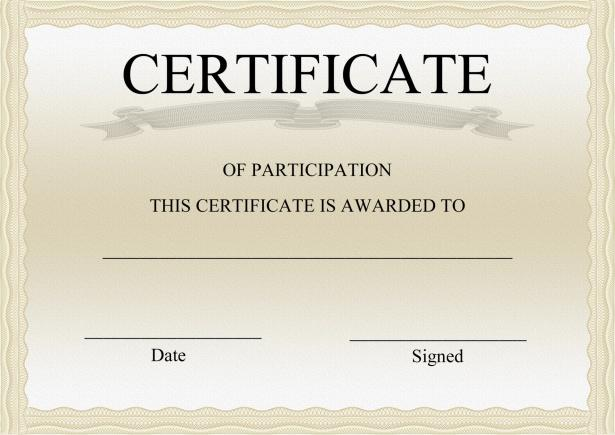 CERTIFICATE
OF PARTICIPATION
THIS CERTIFICATE IS AWARDED TO
Date
Signed